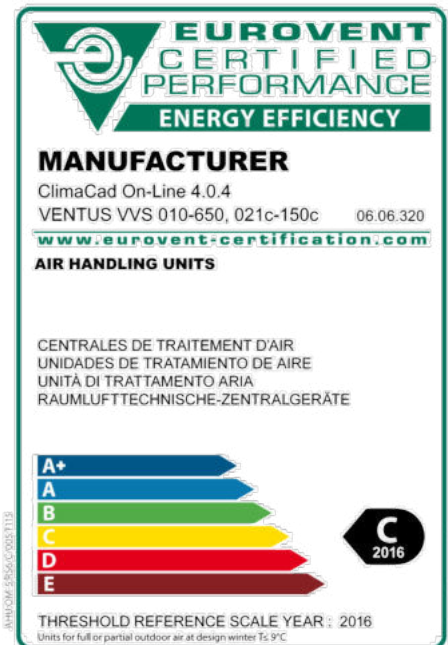 EUROVENT
CERTIFIED
PERFORMANCE
ENERGY EFFICIENCY
MANUFACTURER
ClimaCad On-Line 4.0.4
VENTUS VVS 010-650, 021c-150c 06.06.320
www.eurovent-certification.com
AIR HANDLING UNITS
CENTRALES DE TRAITEMENT D'AIR
UNIDADES DE TRATAMIENTO DE AIRE
UNITÀ DI TRATTAMENTO ARIA
RAUMLUFTTECHNISCHE-ZENTRALGERÄTE
A+
A
B
C
D
E
C
2016
THRESHOLD REFERENCE SCALE YEAR : 2016
Units for full or partial outdoor air at design winter Ts. 9°C